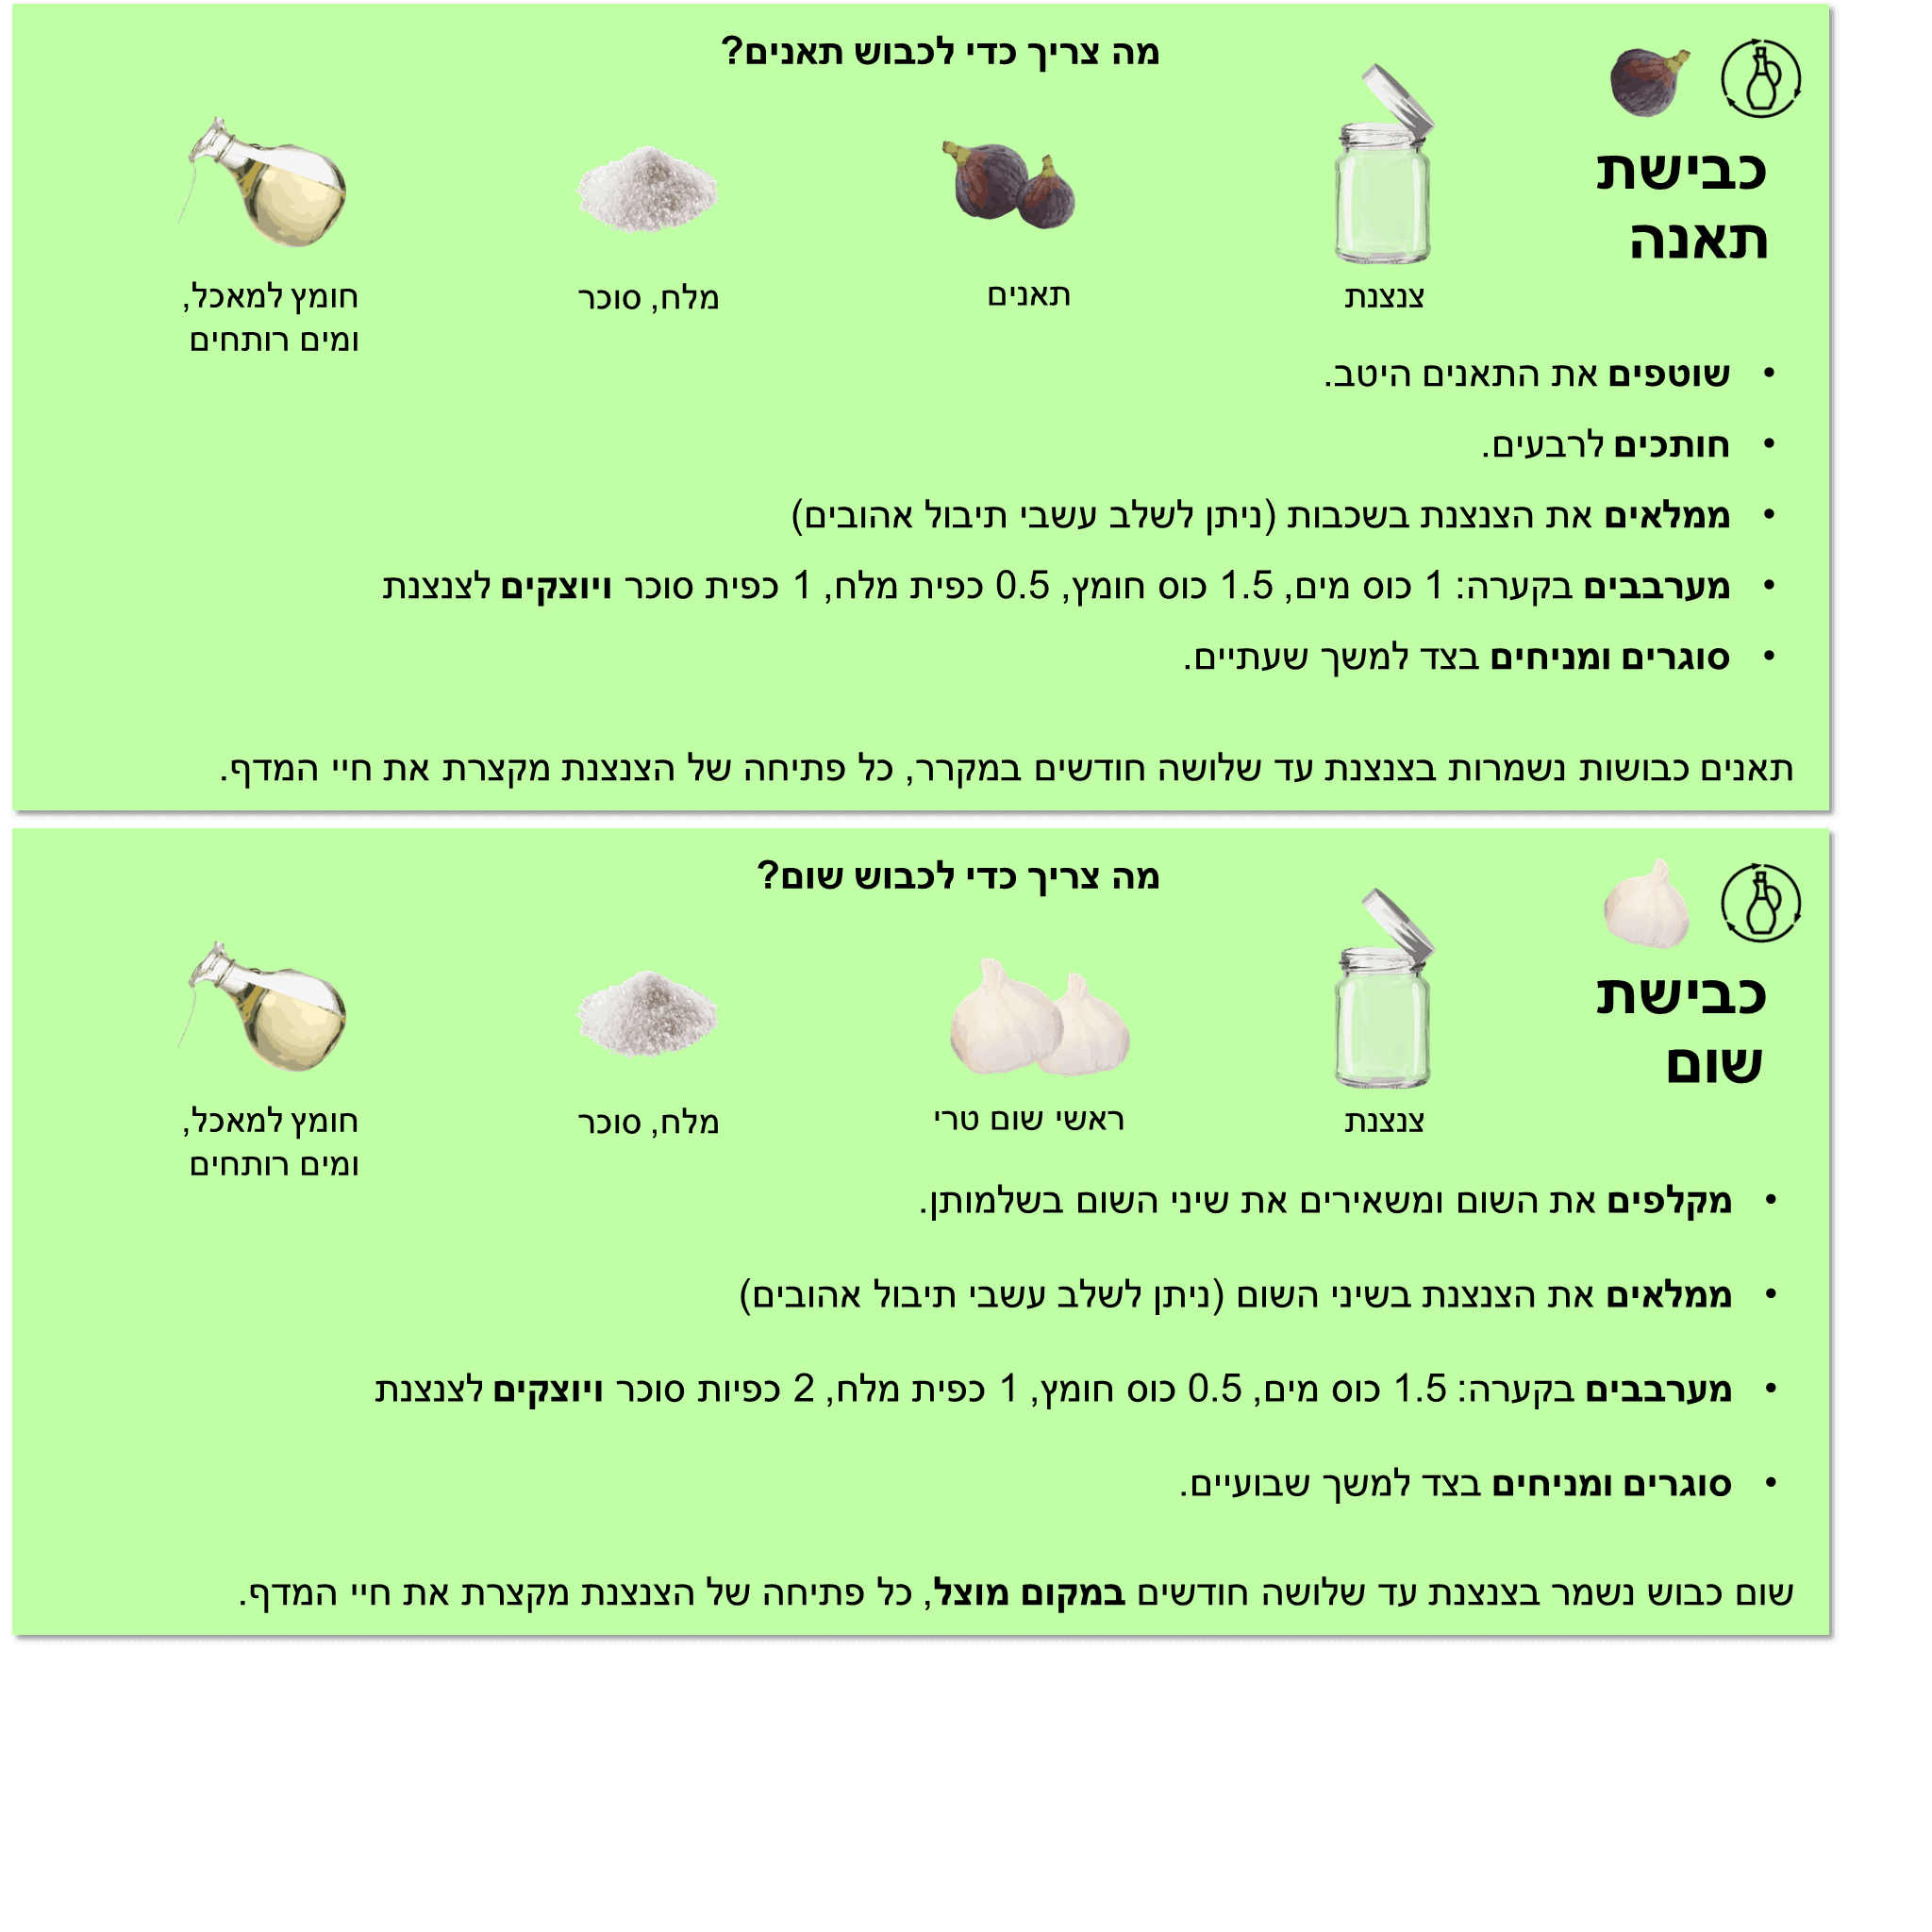 מה צריך כדי לכבוש תאנים?
כבישת
תאנה
צנצנת
תאנים
מלח, סוכר
חומץ למאכל,
ומים רותחים
• שוטפים את התאנים היטב.
• חותכים לרבעים.
• ממלאים את הצנצנת בשכבות (ניתן לשלב עשבי תיבול אהובים)
• מערבבים בקערה: 1 כוס מים, 1.5 כוס חומץ, 0.5 כפית מלח, 1 כפית סוכר ויוצקים לצנצנת
• סוגרים ומניחים בצד למשך שעתיים.
תאנים כבושות נשמרות בצנצנת עד שלושה חודשים במקרר, כל פתיחה של הצנצנת מקצרת את חיי המדף.
מה צריך כדי לכבוש שום?
כבישת
שום
צנצנת
ראשי שום טרי
מלח, סוכר
חומץ למאכל,
ומים רותחים
• מקלפים את השום ומשאירים את שיני השום בשלמותן.
• ממלאים את הצנצנת בשיני השום (ניתן לשלב עשבי תיבול אהובים)
• מערבבים בקערה: 1.5 כוס מים, 0.5 כוס חומץ, 1 כפית מלח, 2 כפיות סוכר ויוצקים לצנצנת
• סוגרים ומניחים בצד למשך שבועיים.
שום כבוש נשמר בצנצנת עד שלושה חודשים במקום מוצל, כל פתיחה של הצנצנת מקצרת את חיי המדף.